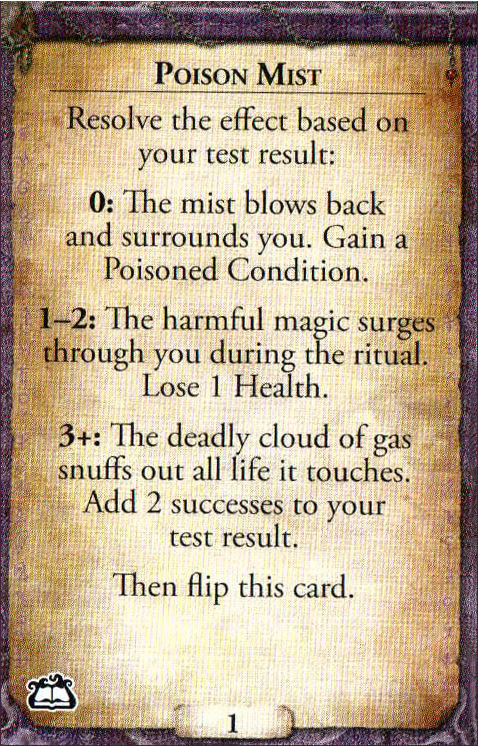 POISON MIST
Resolve the effect based on
your test result:
0: The mist blows back
and surrounds you. Gain a
Poisoned Condition.
1–2: The harmful magic surges
through you during the ritual.
Lose 1 Health.
3+: The deadly cloud of gas
snuffs out all life it touches.
Add 2 successes to your
test result.
Then flip this card.
1